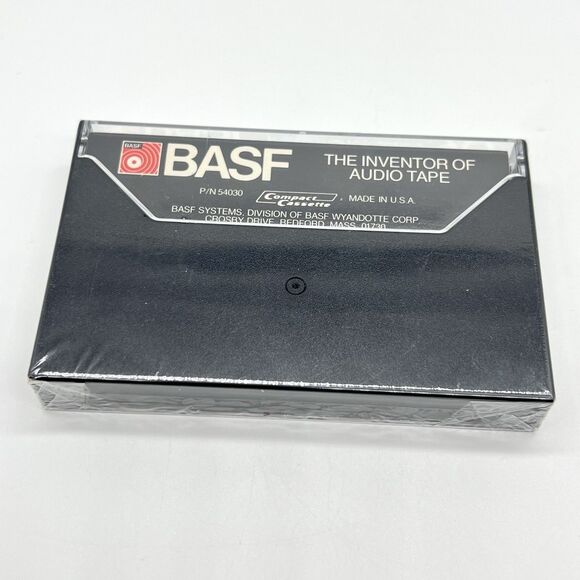 BASF
BASF
THE INVENTOR OF
AUDIO TAPE
P/N 54030
Compact
Cassette
MADE IN U.S.A.
BASF SYSTEMS, DIVISION OF BASF WYANDOTTE CORP.
CROSBY DRIVE, BEDFORD, MASS. 01730